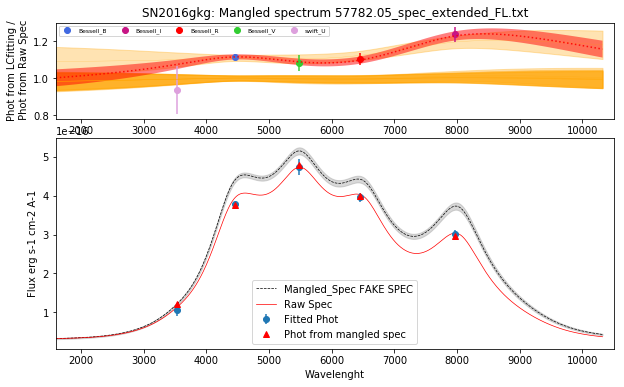 SN2016gkg: Mangled spectrum 57782.05_spec_extended_FL.txt
Phot from LCfitting /
Phot from Raw Spec
Bessell_B Bessell_I Bessell_R Bessell_V swift_U
1.2
1.0
0.8
2000 3000 4000 5000 6000 7000 8000 9000 10000
1e−16
Flux erg s-1 cm-2 A-1
5
4
3
2
1
Mangled_Spec FAKE SPEC
Raw Spec
Fitted Phot
Phot from mangled spec
2000 3000 4000 5000 6000 7000 8000 9000 10000
Wavelenght